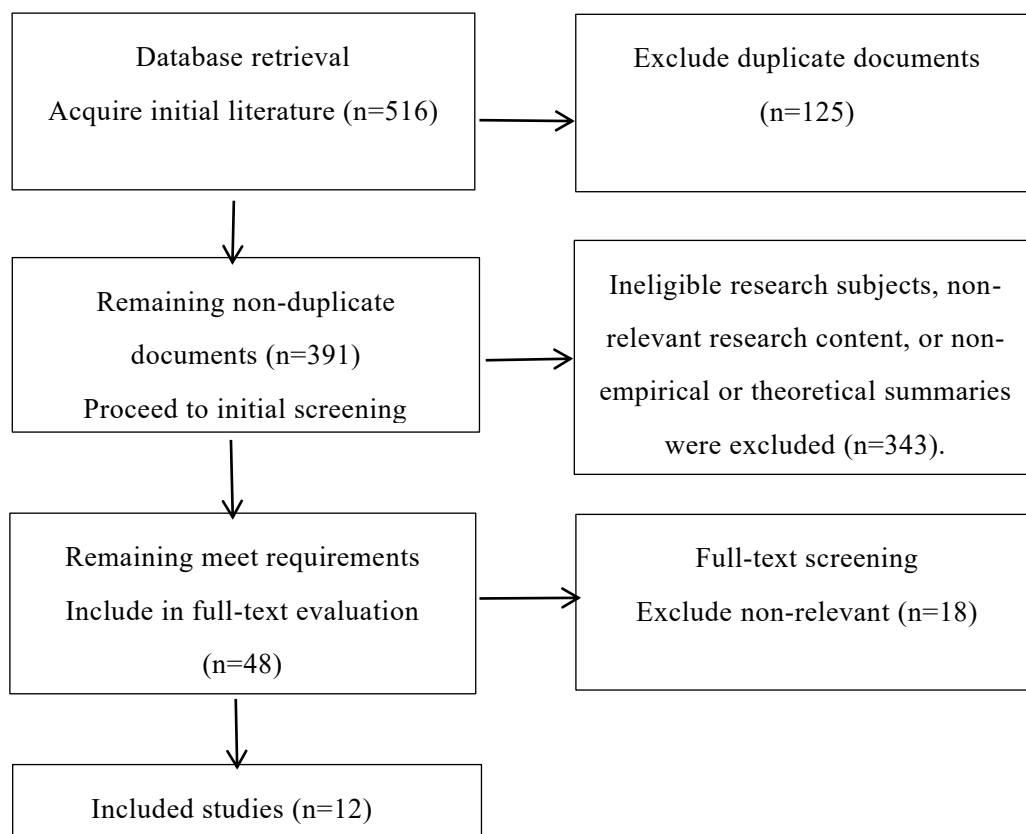 Database retrieval
Acquire initial literature (n=516)
Exclude duplicate documents
(n=125)
Remaining non-duplicate
documents (n=391)
Proceed to initial screening
Ineligible research subjects, non-
relevant research content, or non-
empirical or theoretical summaries
were excluded (n=343).
Remaining meet requirements
Include in full-text evaluation
(n=48)
Full-text screening
Exclude non-relevant (n=18)
Included studies (n=12)